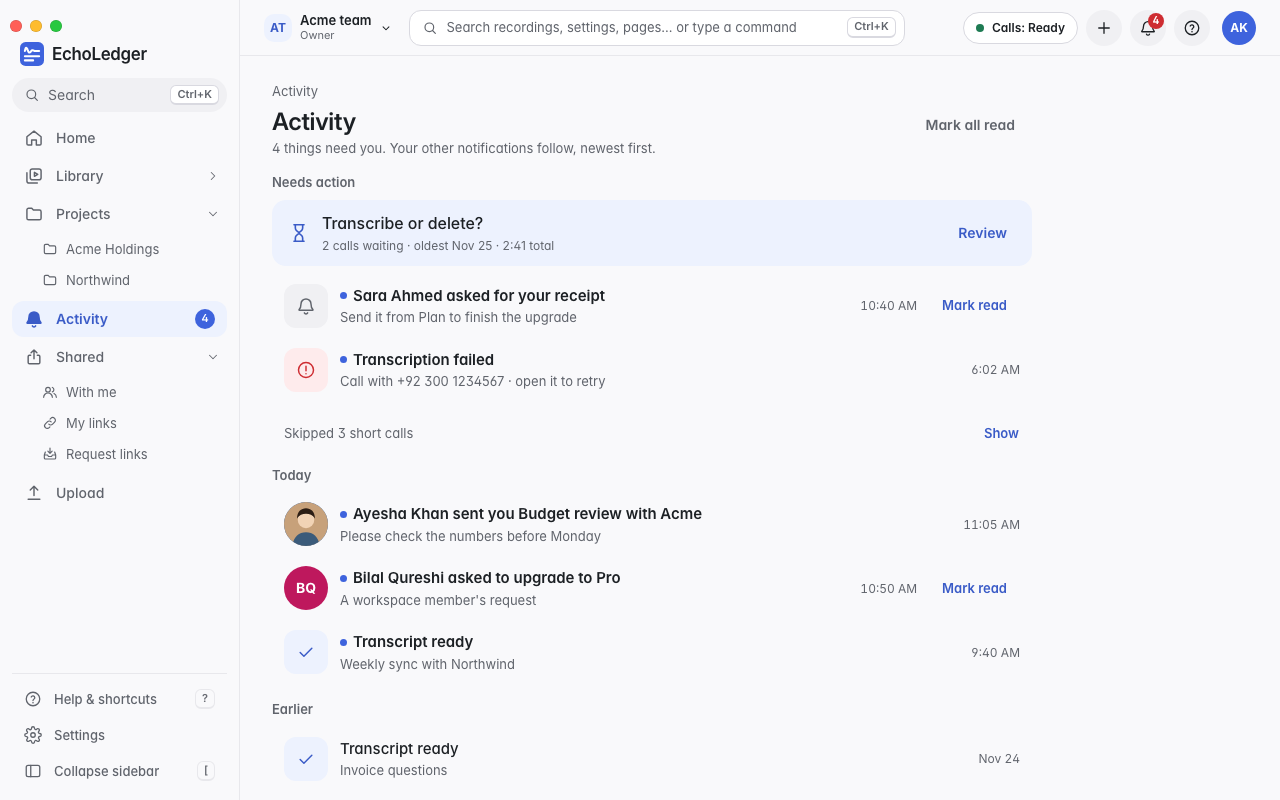 EchoLedger
Search Ctrl+K
Home
Library
Projects
Acme Holdings
Northwind
Activity 4
Shared
With me
My links
Request links
Upload
Help & shortcuts ?
Settings
Collapse sidebar [
AT Acme team
Owner
Search recordings, settings, pages... or type a command Ctrl+K
Calls: Ready
4
AK
Activity
Activity
Mark all read
4 things need you. Your other notifications follow, newest first.
Needs action
Transcribe or delete?
2 calls waiting · oldest Nov 25 · 2:41 total
Review
Sara Ahmed asked for your receipt
Send it from Plan to finish the upgrade
10:40 AM Mark read
Transcription failed
Call with +92 300 1234567 · open it to retry
6:02 AM
Skipped 3 short calls Show
Today
Ayesha Khan sent you Budget review with Acme
Please check the numbers before Monday
11:05 AM
BQ
Bilal Qureshi asked to upgrade to Pro
A workspace member's request
10:50 AM Mark read
Transcript ready
Weekly sync with Northwind
9:40 AM
Earlier
Transcript ready
Invoice questions
Nov 24